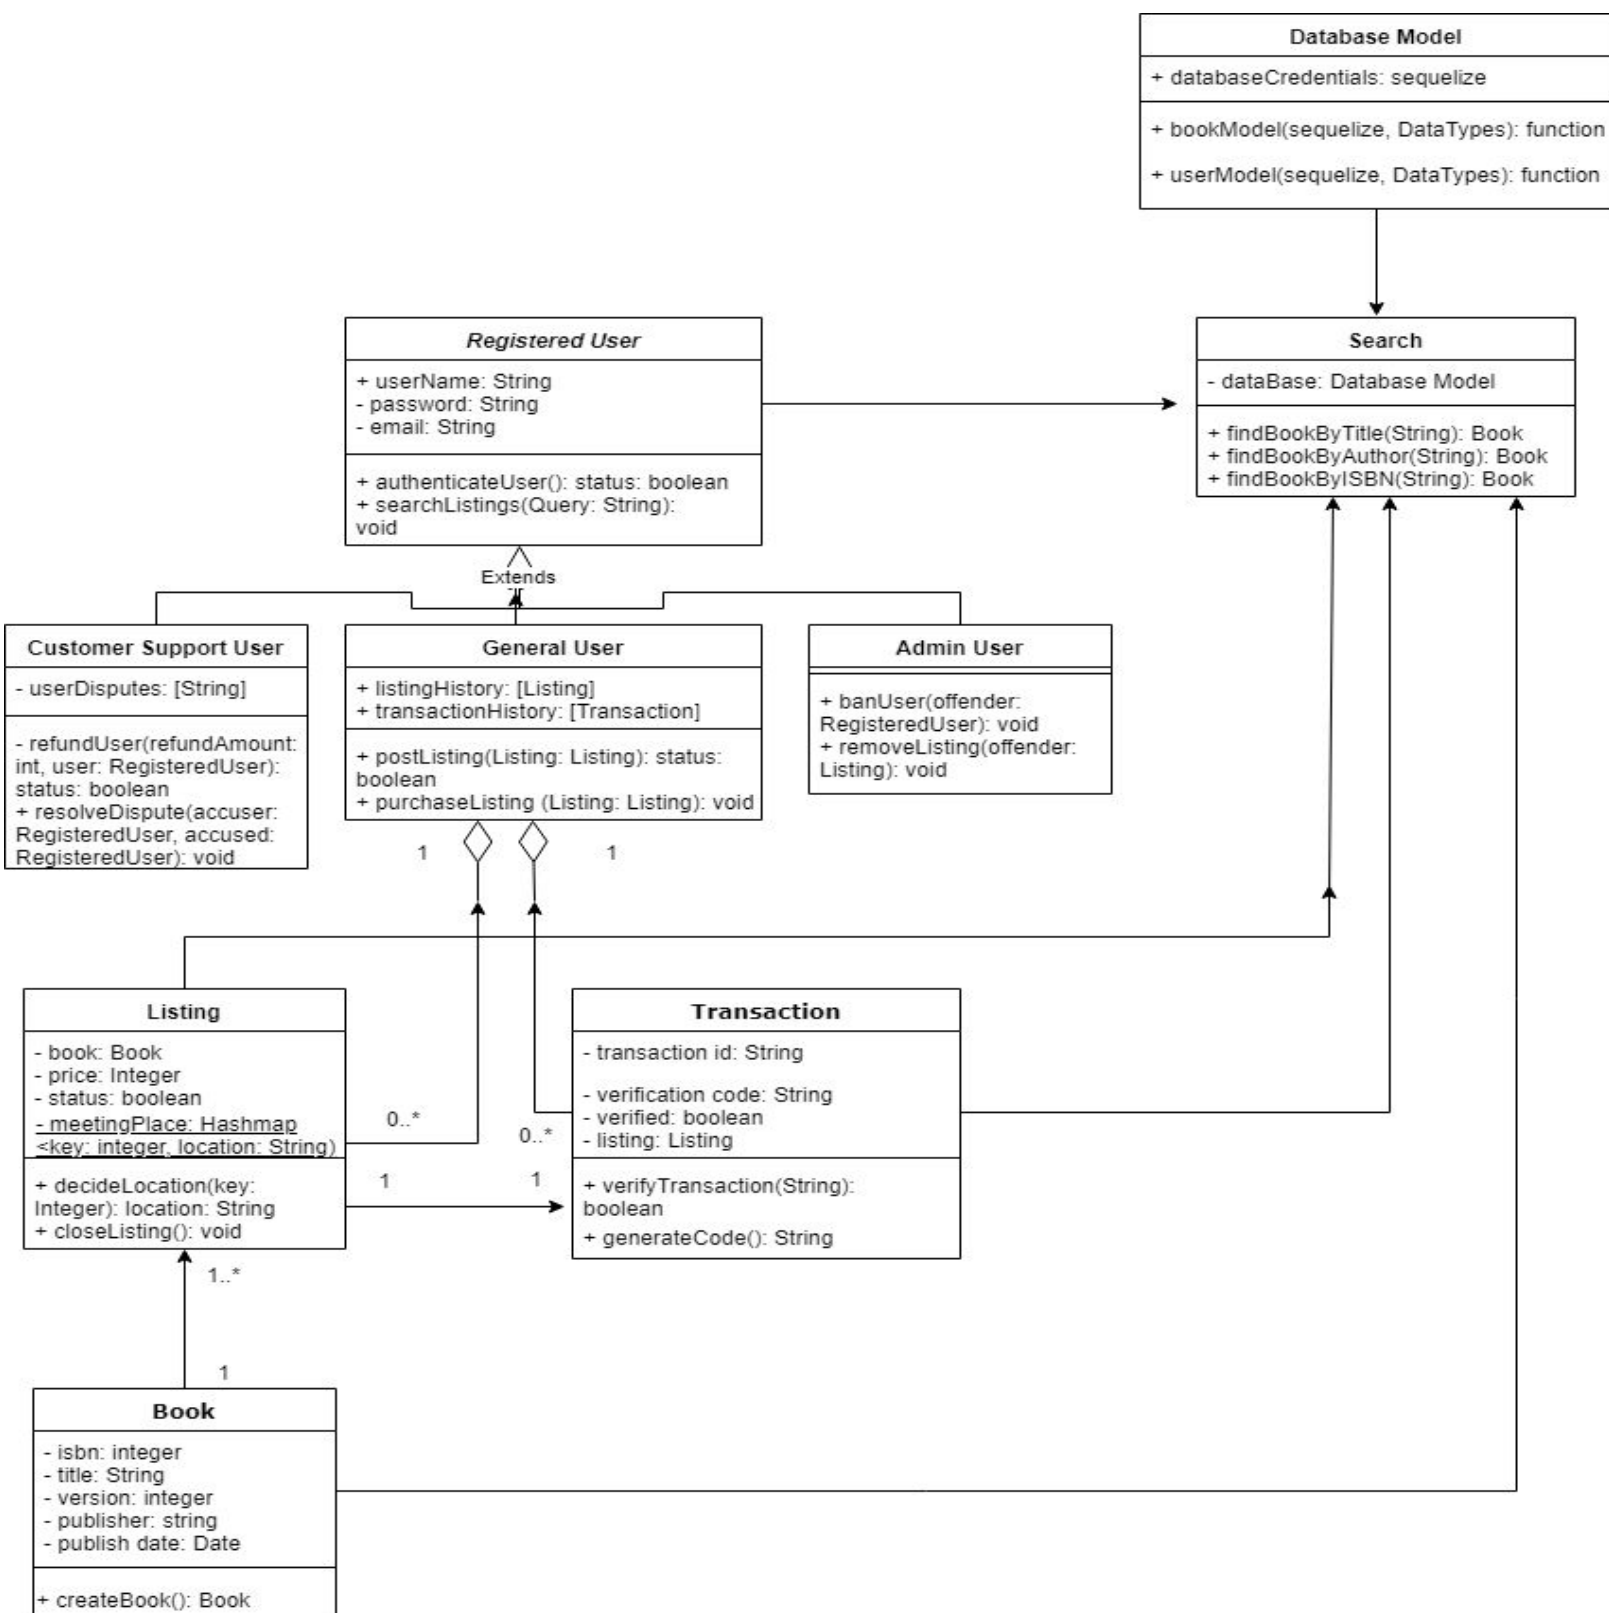 Database Model
+ databaseCredentials: sequelize
+ bookModel(sequelize, DataTypes): function
+ userModel(sequelize, DataTypes): function
Registered User
+ userName: String
- password: String
- email: String
+ authenticateUser(): status: boolean
+ searchListings(Query: String):
void
Search
- dataBase: Database Model
+ findBookByTitle(String): Book
+ findBookByAuthor(String): Book
+ findBookByISBN(String): Book
Extends
Customer Support User
- userDisputes: [String]
- refundUser(refundAmount:
int, user: RegisteredUser):
status: boolean
+ resolveDispute(accuser:
RegisteredUser, accused:
RegisteredUser): void
General User
+ listingHistory: [Listing]
+ transactionHistory: [Transaction]
+ postListing(Listing: Listing): status:
boolean
+ purchaseListing (Listing: Listing): void
Admin User
+ banUser(offender:
RegisteredUser): void
+ removeListing(offender:
Listing): void
1
1
Listing
- book: Book
- price: Integer
- status: boolean
- meetingPlace: Hashmap
<key: integer, location: String)
+ decideLocation(key:
Integer): location: String
+ closeListing(): void
0..*
0..*
1
1
Transaction
- transaction id: String
- verification code: String
- verified: boolean
- listing: Listing
+ verifyTransaction(String):
boolean
+ generateCode(): String
1..*
1
Book
- isbn: integer
- title: String
- version: integer
- publisher: string
- publish date: Date
+ createBook(): Book